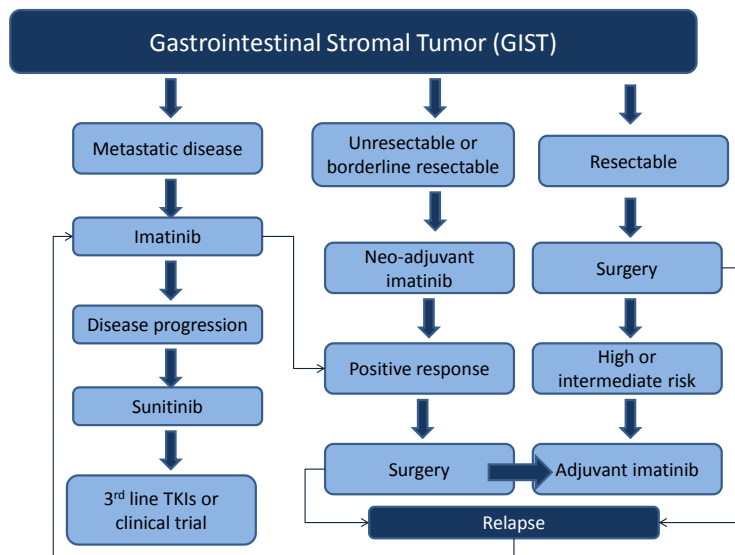 Gastrointestinal Stromal Tumor (GIST)
Metastatic disease
Imatinib
Disease progression
Sunitinib
3rd line TKIs or
clinical trial
Unresectable or
borderline resectable
Neo-adjuvant
imatinib
Positive response
Surgery
Resectable
Surgery
High or
intermediate risk
Adjuvant imatinib
Relapse